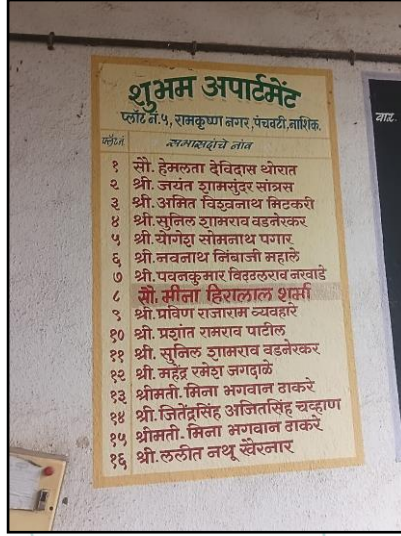 शुभम अपार्टमेंट
प्लॉट नं.५, रामकृष्ण नगर, पंचवटी, नाशिक.
फ्लॅट नं. सभासदांचे नांव
१ सौ. हेमलता देविदास थोरात
२ श्री. जयंत शामसुंदर सांत्रस
३ श्री. अमित विश्वनाथ मिटकरी
४ श्री. सुनिल शामराव वडनेरकर
५ श्री. योगेश सोमनाथ पगार
६ श्री. नवनाथ निंबाजी महाले
७ श्री. पवनकुमार विठ्ठलराव नरवाडे
८ सौ. मीना हिरालाल शर्मा
९ श्री. प्रविण राजाराम व्यवहारे
१० श्री. प्रशांत रामराव पाटील
११ श्री. सुनिल शामराव वडनेरकर
१२ श्री. महेंद्र रमेश जगदाळे
१३ श्रीमती. मिना भगवान ठाकरे
१४ श्री. जितेंद्रसिंह अजितसिंह चव्हाण
१५ श्रीमती. मिना भगवान ठाकरे
१६ श्री. ललीत नथू खैरनार
वार.